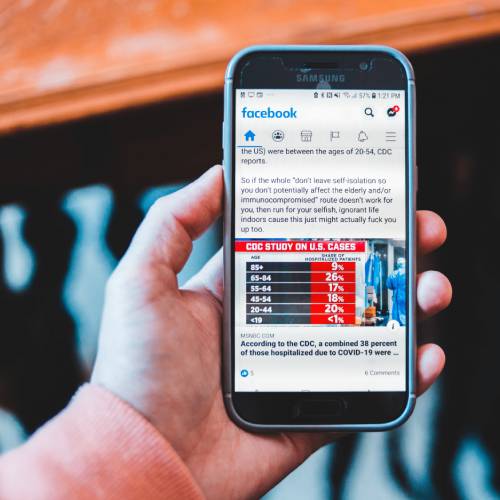 SAMSUNG
57% 1:21 PM
facebook
the US) were between the ages of 20-54, CDC
reports.
So if the whole "don't leave self-isolation so
you don't potentially affect the elderly and/or
immunocompromised" route doesn't work for
you, then run for your selfish, ignorant life
indoors cause this just might actually fuck you
up too.
CDC STUDY ON U.S. CASES
AGE SHARE OF
HOSPITALIZED PATIENTS
85+ 9%
65-84 26%
55-64 17%
45-54 18%
20-44 20%
<19 <1%
MSNBC.COM
According to the CDC, a combined 38 percent
of those hospitalized due to COVID-19 were ...
5 6 Comments